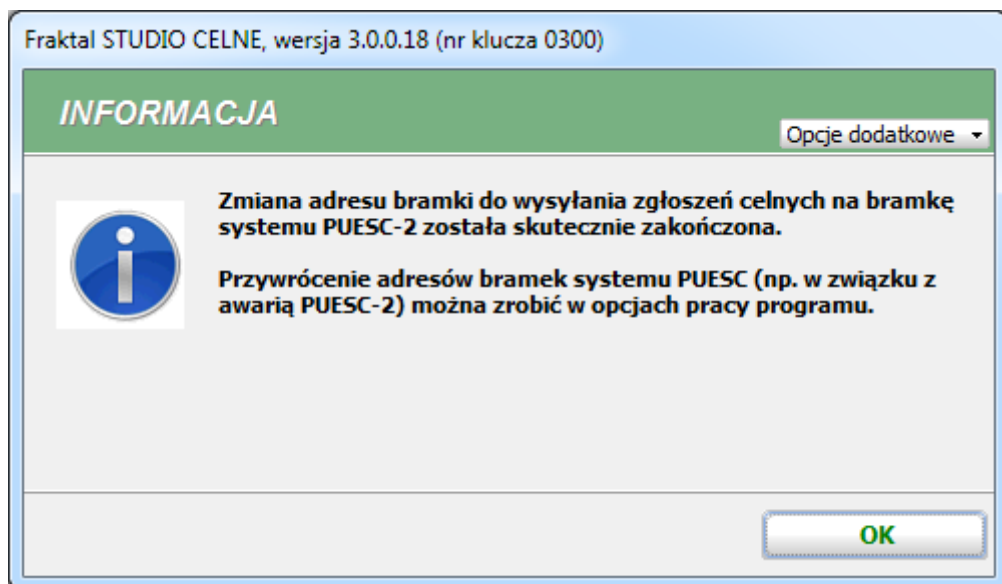 Fraktal STUDIO CELNE, wersja 3.0.0.18 (nr klucza 0300)
INFORMACJA
Opcje dodatkowe
Zmiana adresu bramki do wysyłania zgłoszeń celnych na bramkę
systemu PUESC-2 została skutecznie zakończona.
Przywrócenie adresów bramek systemu PUESC (np. w związku z
awarią PUESC-2) można zrobić w opcjach pracy programu.
OK